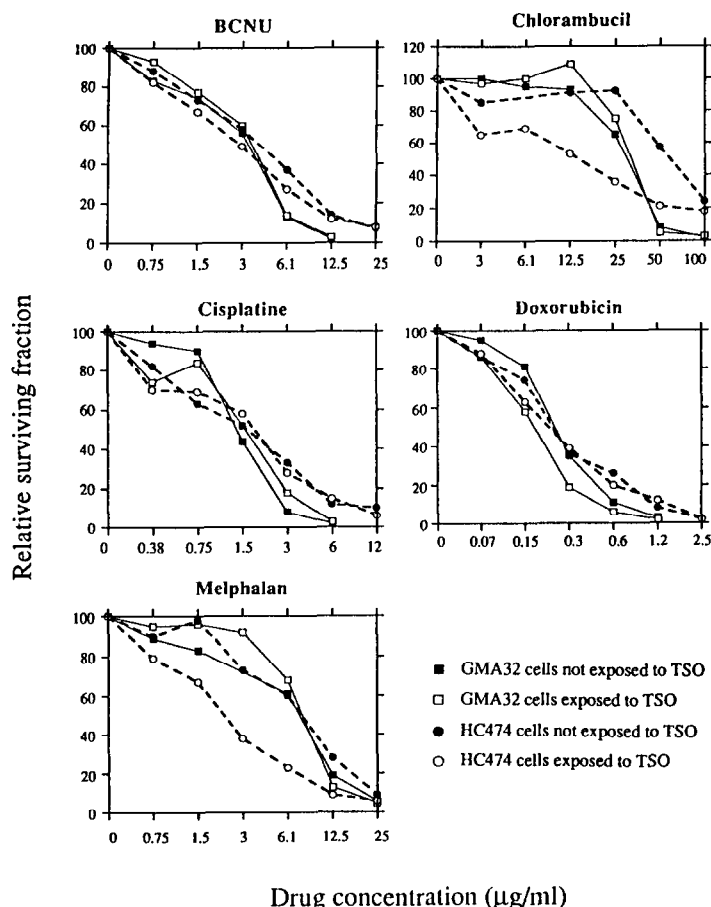 BCNU
100
80
60
40
20
0
0 0.75 1.5 3 6.1 12.5 25
Chlorambucil
120
100
80
60
40
20
0
0 3 6.1 12.5 25 50 100
Cisplatine
100
80
60
40
20
0
0 0.38 0.75 1.5 3 6 12
Doxorubicin
100
80
60
40
20
0
0 0.07 0.15 0.3 0.6 1.2 2.5
Melphalan
100
80
60
40
20
0
0 0.75 1.5 3 6.1 12.5 25
GMA32 cells not exposed to TSO
GMA32 cells exposed to TSO
HC474 cells not exposed to TSO
HC474 cells exposed to TSO
Relative surviving fraction
Drug concentration (µg/ml)